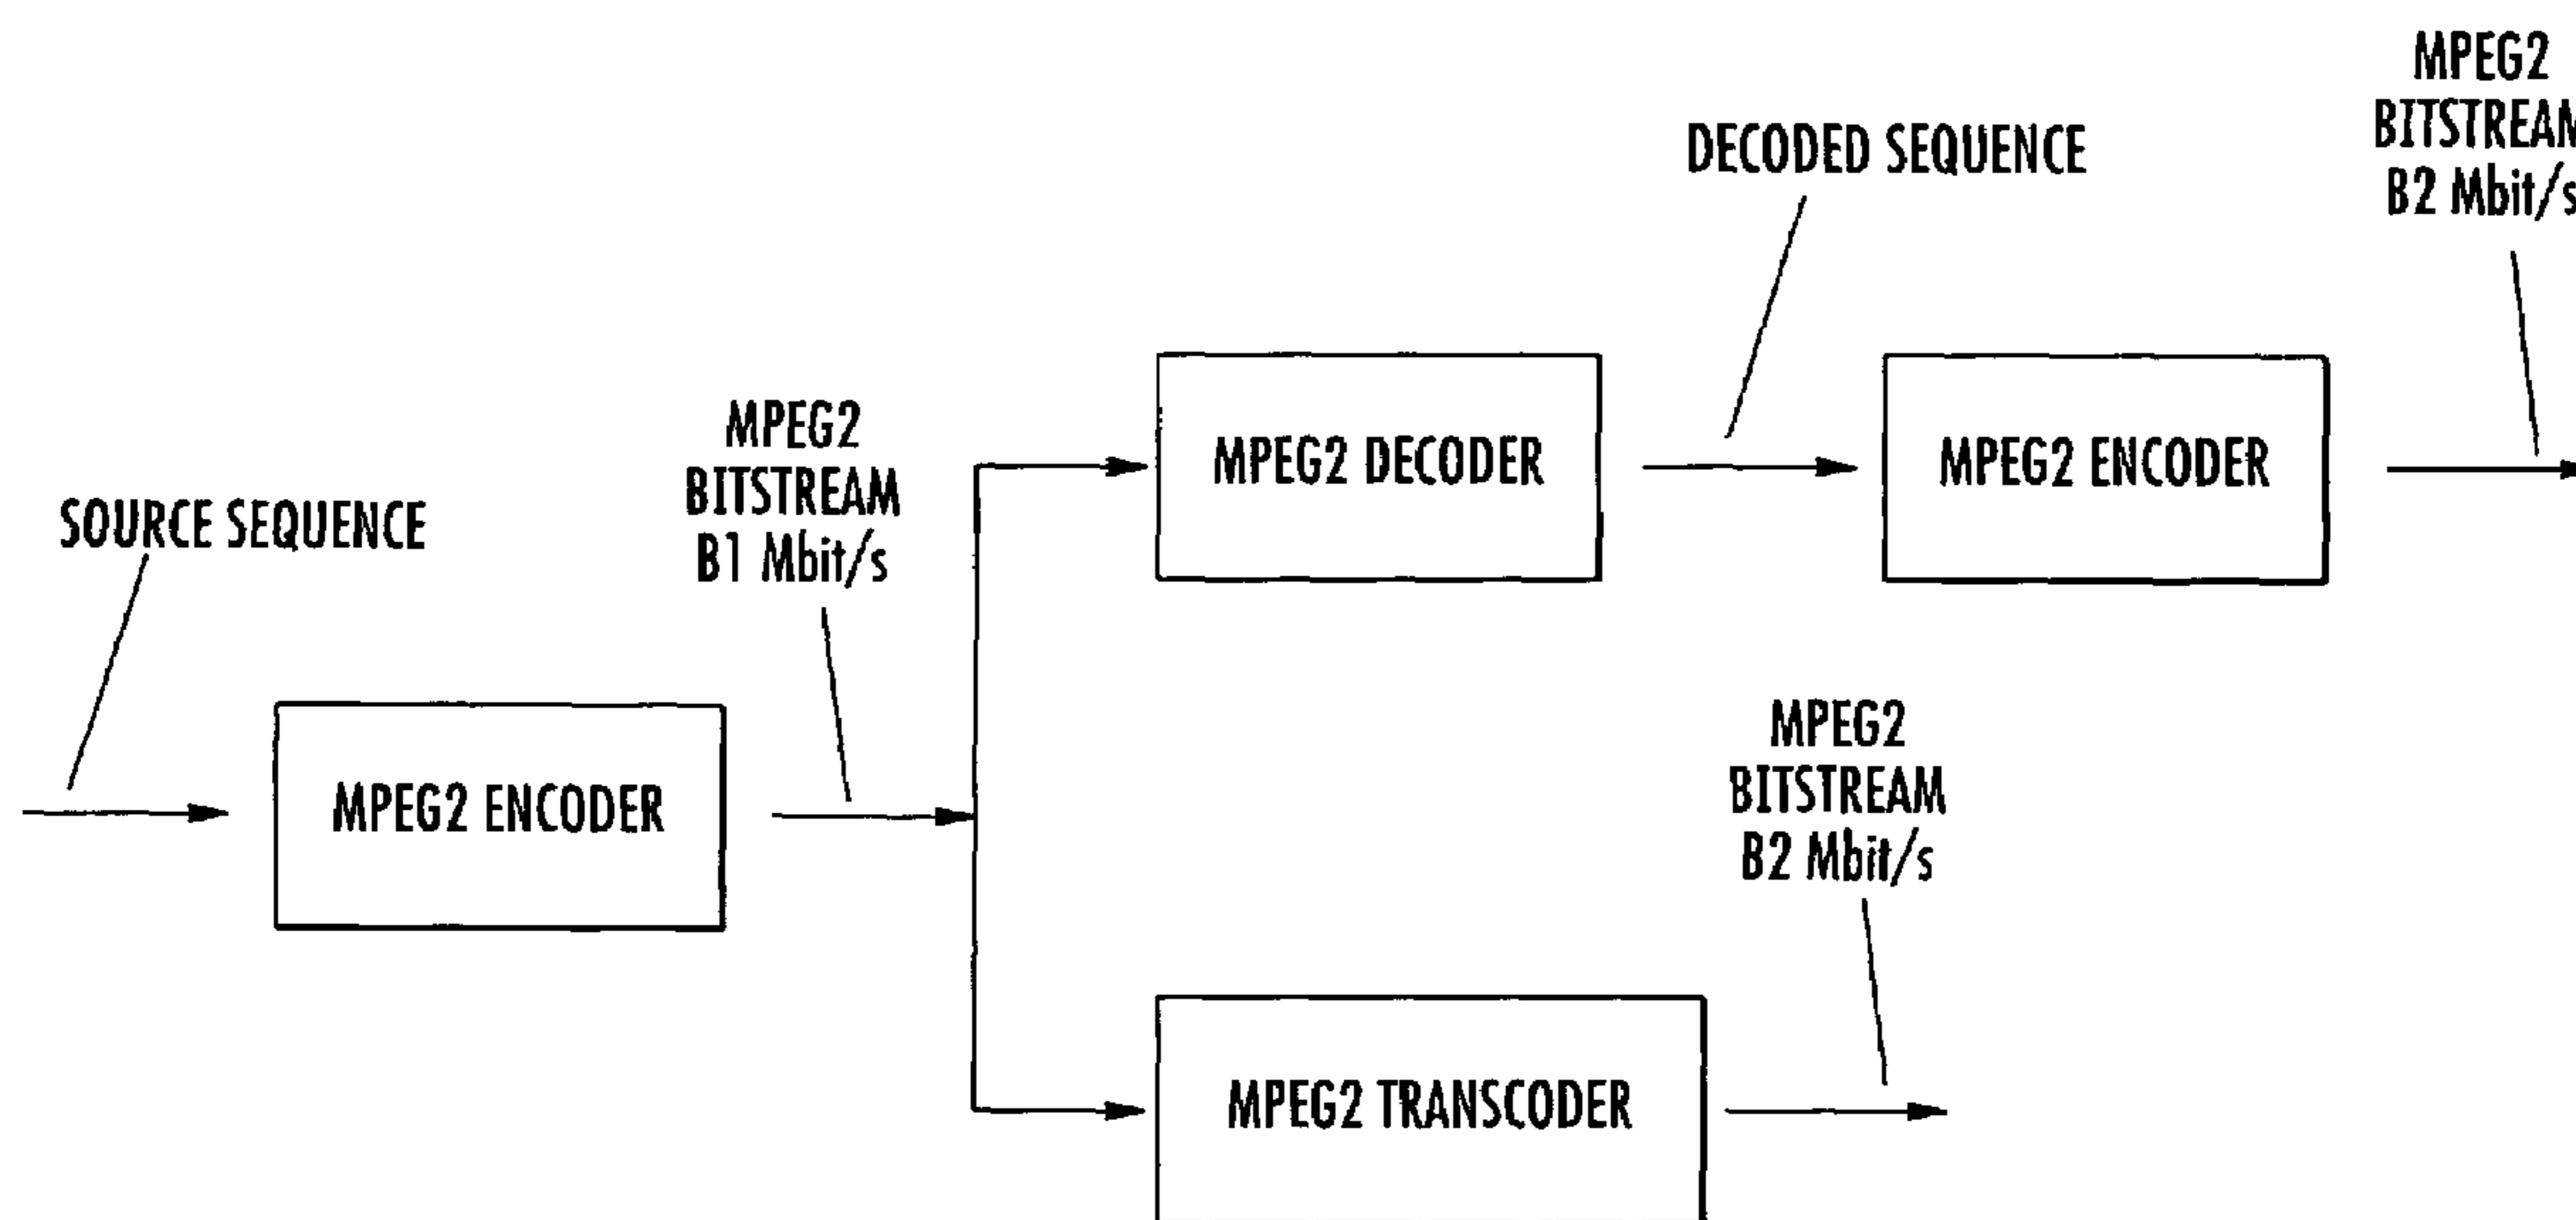 MPEG2
BITSTREAM
B2 Mbit/s
DECODED SEQUENCE
MPEG2 DECODER
MPEG2 ENCODER
MPEG2
BITSTREAM
B1 Mbit/s
SOURCE SEQUENCE
MPEG2 ENCODER
MPEG2
BITSTREAM
B2 Mbit/s
MPEG2 TRANSCODER